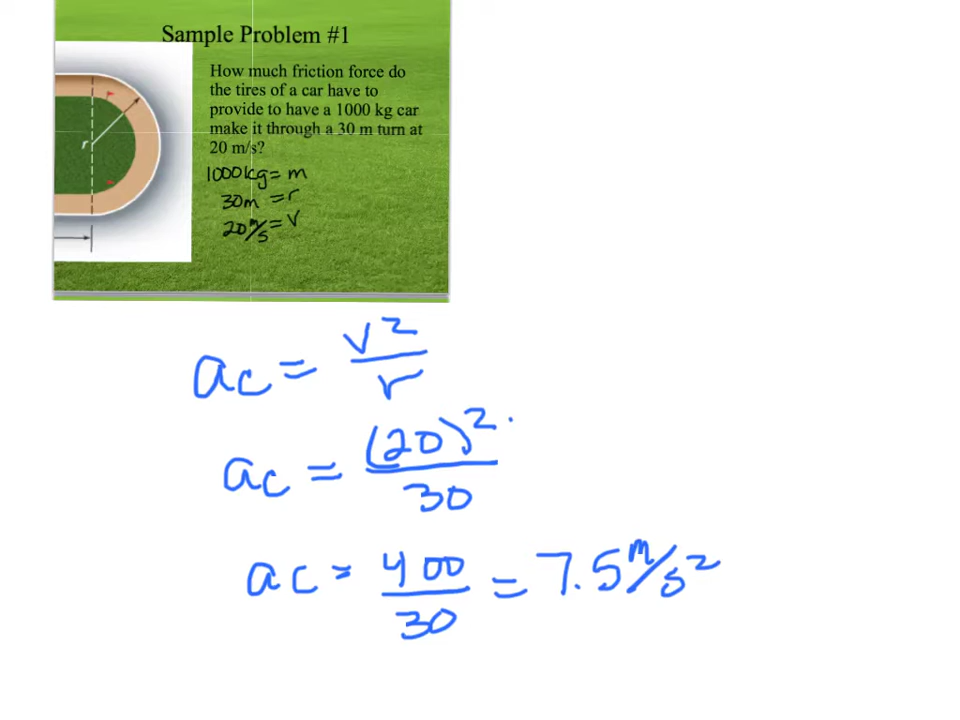 Sample Problem #1
How much friction force do
the tires of a car have to
provide to have a 1000 kg car
make it through a 30 m turn at
20 m/s?
r
1000kg = m
30m = r
20 m/s = v
ac = v²/r
ac = (20)²/30
ac = 400/30 = 7.5 m/s²